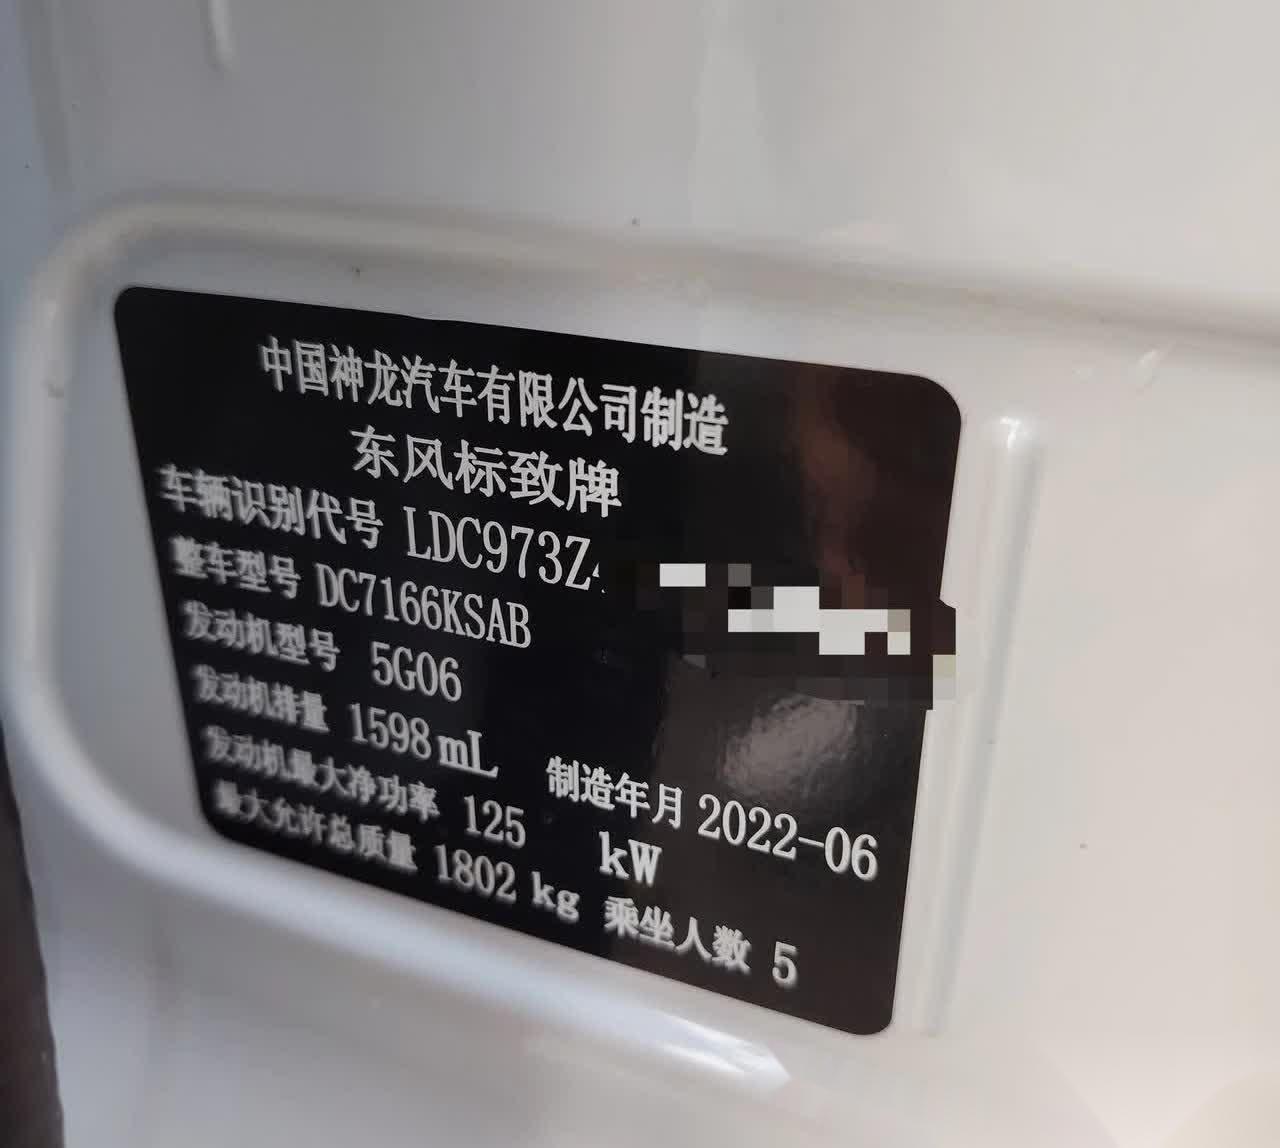 中国神龙汽车有限公司制造
东风标致牌
车辆识别代号 LDC973Z
整车型号 DC7166KSAB
发动机型号 5G06
发动机排量 1598 mL 制造年月 2022-06
发动机最大净功率 125 kW
最大允许总质量 1802 kg 乘坐人数 5